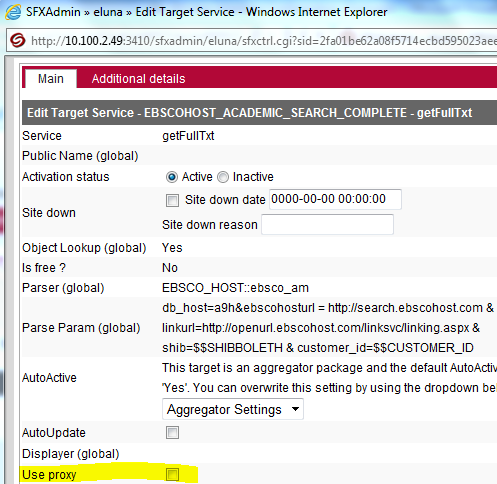 SFXAdmin » eluna » Edit Target Service - Windows Internet Explorer
http://10.100.2.49:3410/sfxadmin/eluna/sfxctrl.cgi?sid=2fa01be62a08f5714ecbd595023aee
Main Additional details
Edit Target Service - EBSCOHOST_ACADEMIC_SEARCH_COMPLETE - getFullTxt
Service getFullTxt
Public Name (global)
Activation status Active Inactive
Site down Site down date 0000-00-00 00:00:00
Site down reason
Object Lookup (global) Yes
Is free ? No
Parser (global) EBSCO_HOST::ebsco_am
Parse Param (global) db_host=a9h&ebscohosturl = http://search.ebscohost.com &
linkurl=http://openurl.ebscohost.com/linksvc/linking.aspx &
shib=$$SHIBBOLETH & customer_id=$$CUSTOMER_ID
AutoActive This target is an aggregator package and the default AutoActive
'Yes'. You can overwrite this setting by using the dropdown bel
Aggregator Settings
AutoUpdate
Displayer (global)
Use proxy